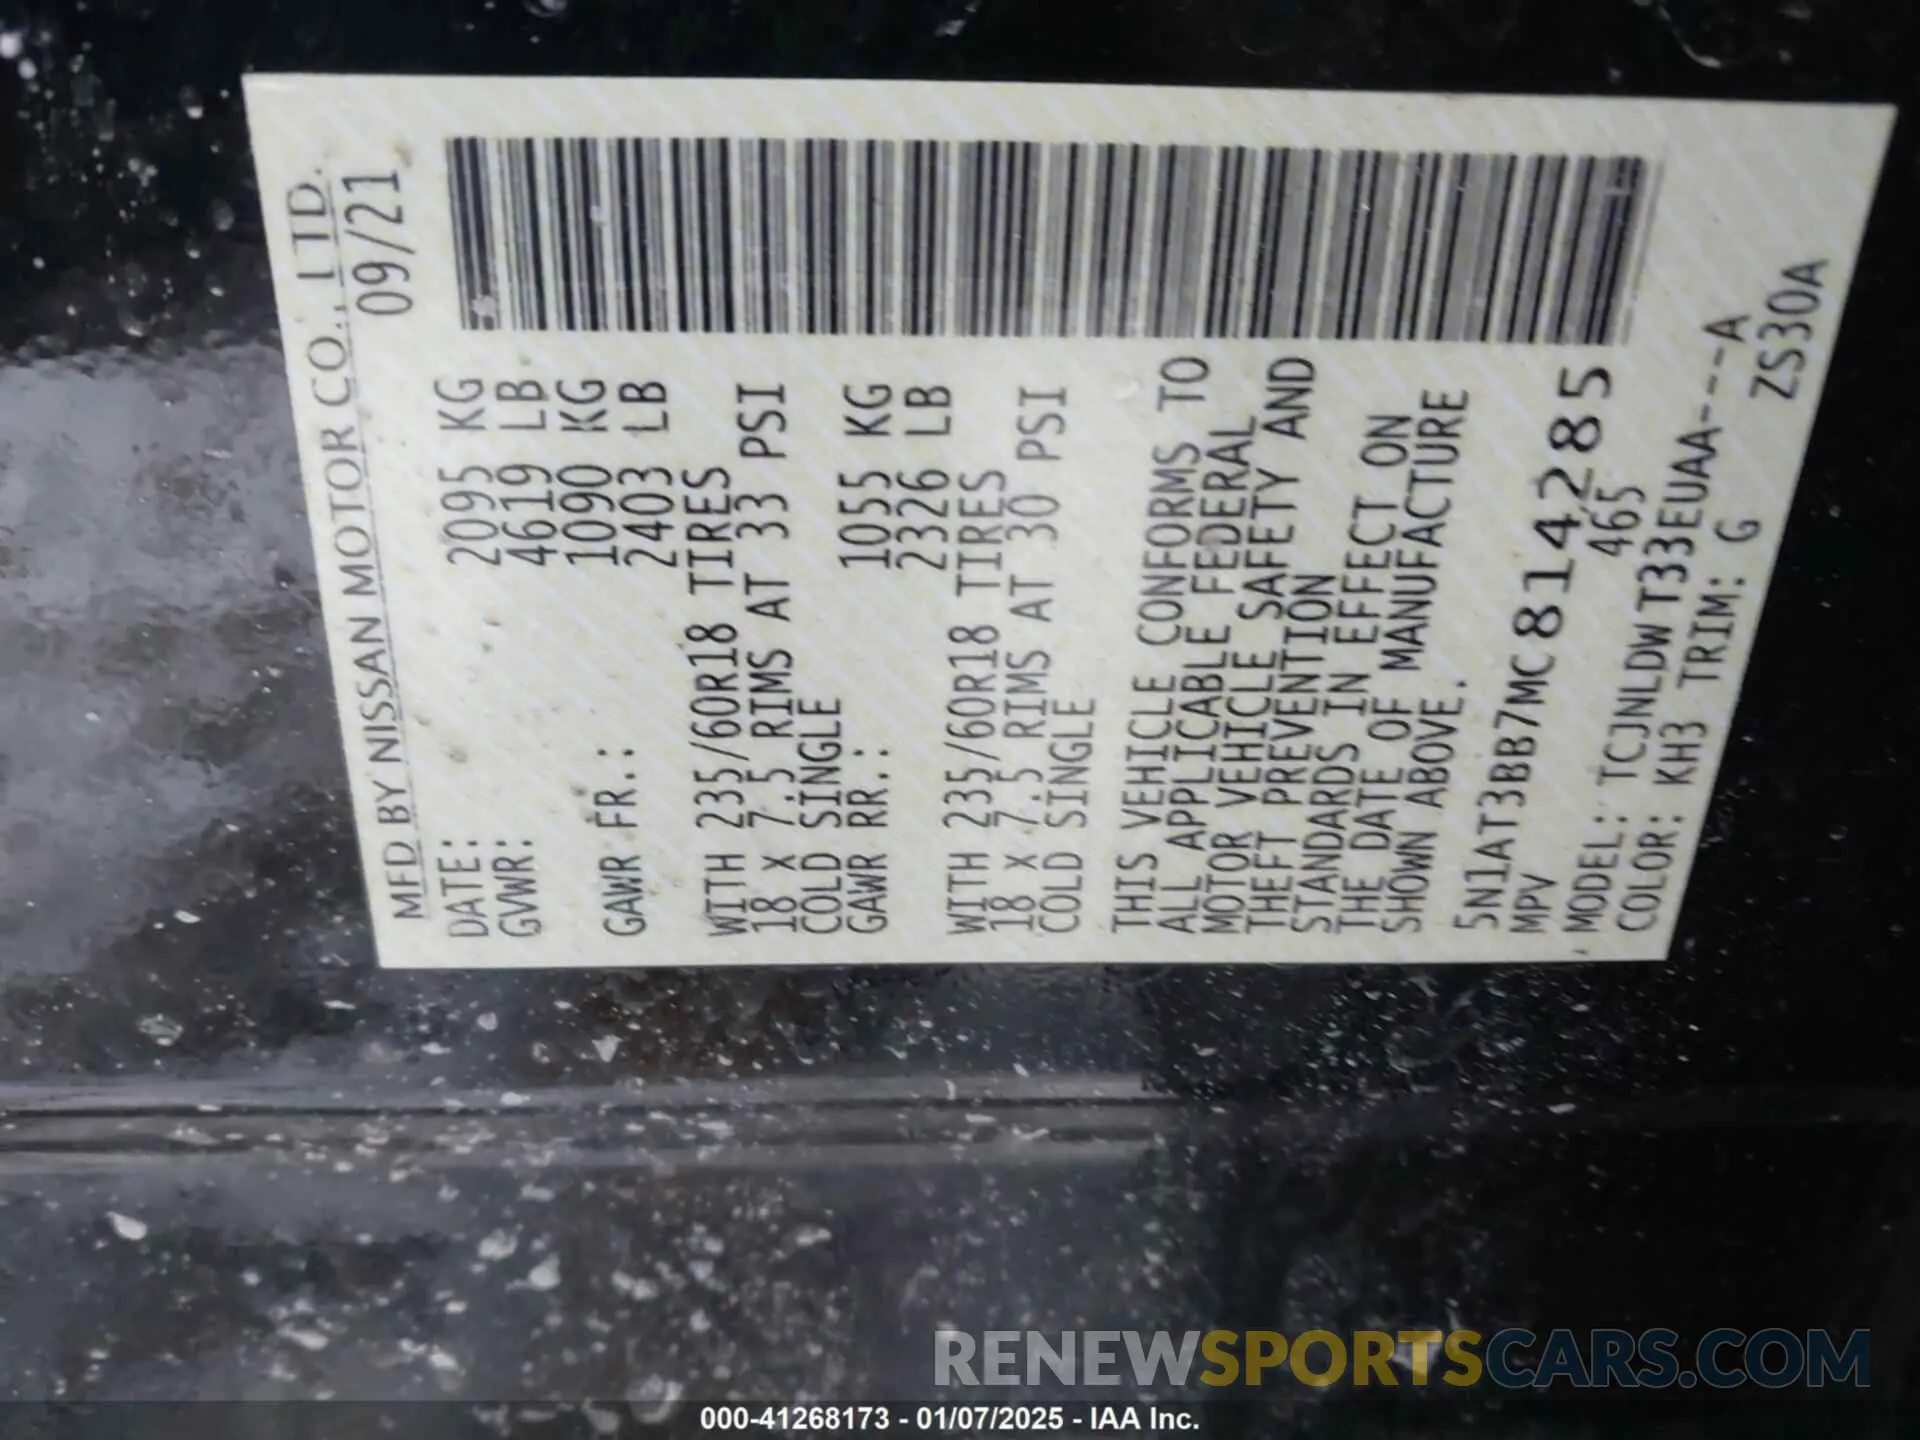 MFD BY NISSAN MOTOR CO., LTD.
DATE: 09/21
GVWR: 2095 KG
4619 LB
GAWR FR.: 1090 KG
2403 LB
WITH 235/60R18 TIRES
18 X 7.5 RIMS AT 33 PSI
COLD SINGLE
GAWR RR.: 1055 KG
2326 LB
WITH 235/60R18 TIRES
18 X 7.5 RIMS AT 30 PSI
COLD SINGLE
THIS VEHICLE CONFORMS TO
ALL APPLICABLE FEDERAL
MOTOR VEHICLE SAFETY AND
THEFT PREVENTION
STANDARDS IN EFFECT ON
THE DATE OF MANUFACTURE
SHOWN ABOVE.
5N1AT3BB7MC814285
MPV 465
MODEL: TCJNLDWT33EUAA---A
COLOR: KH3 TRIM: G ZS30A
RENEWSPORTSCARS.COM
000-41268173 - 01/07/2025 - IAA Inc.